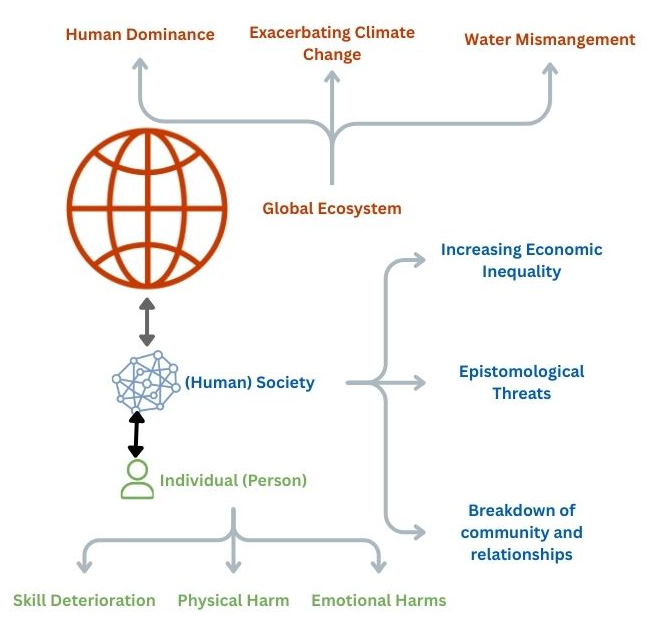 Human Dominance
Exacerbating Climate
Change
Water Mismangement
Global Ecosystem
Increasing Economic
Inequality
(Human) Society
Epistomological
Threats
Individual (Person)
Breakdown of
community and
relationships
Skill Deterioration
Physical Harm
Emotional Harms